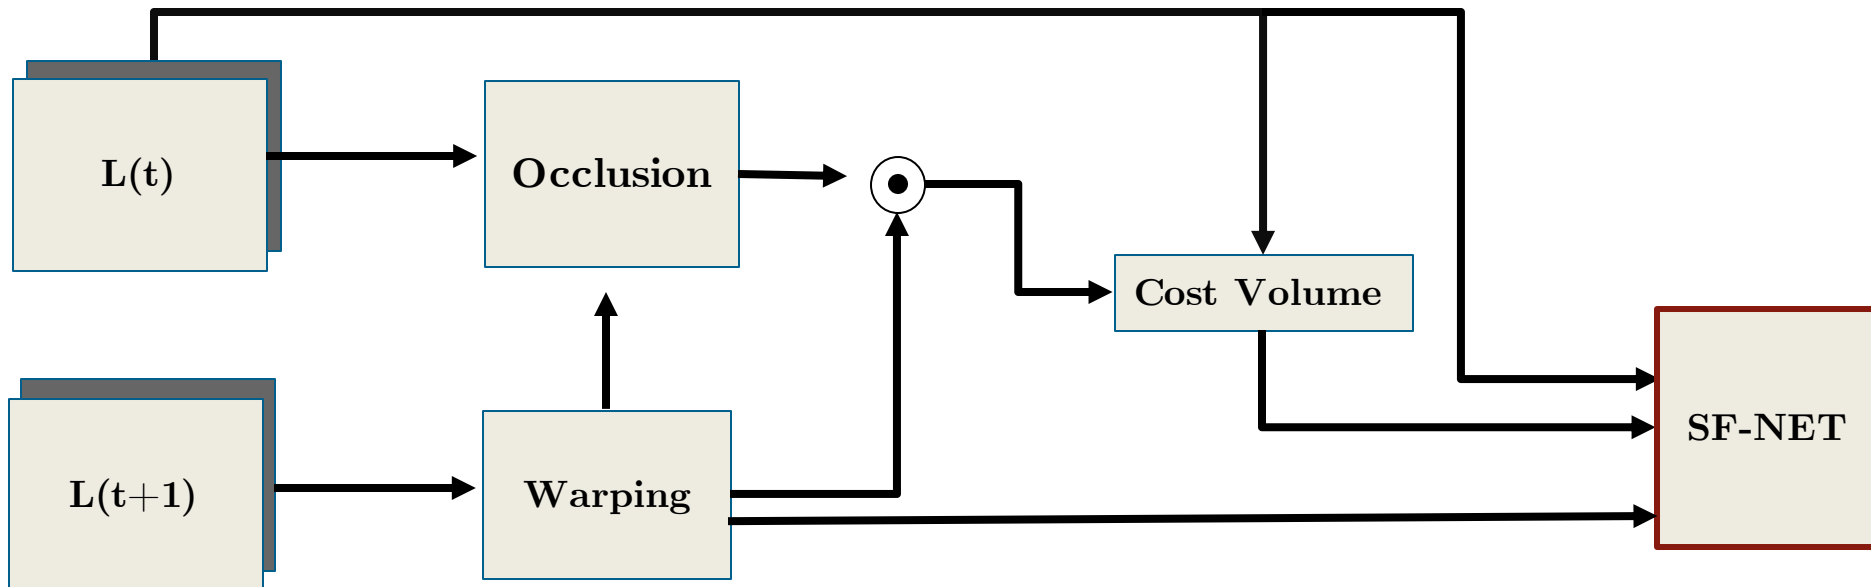 L(t)
Occlusion
Cost Volume
SF-NET
L(t+1)
Warping